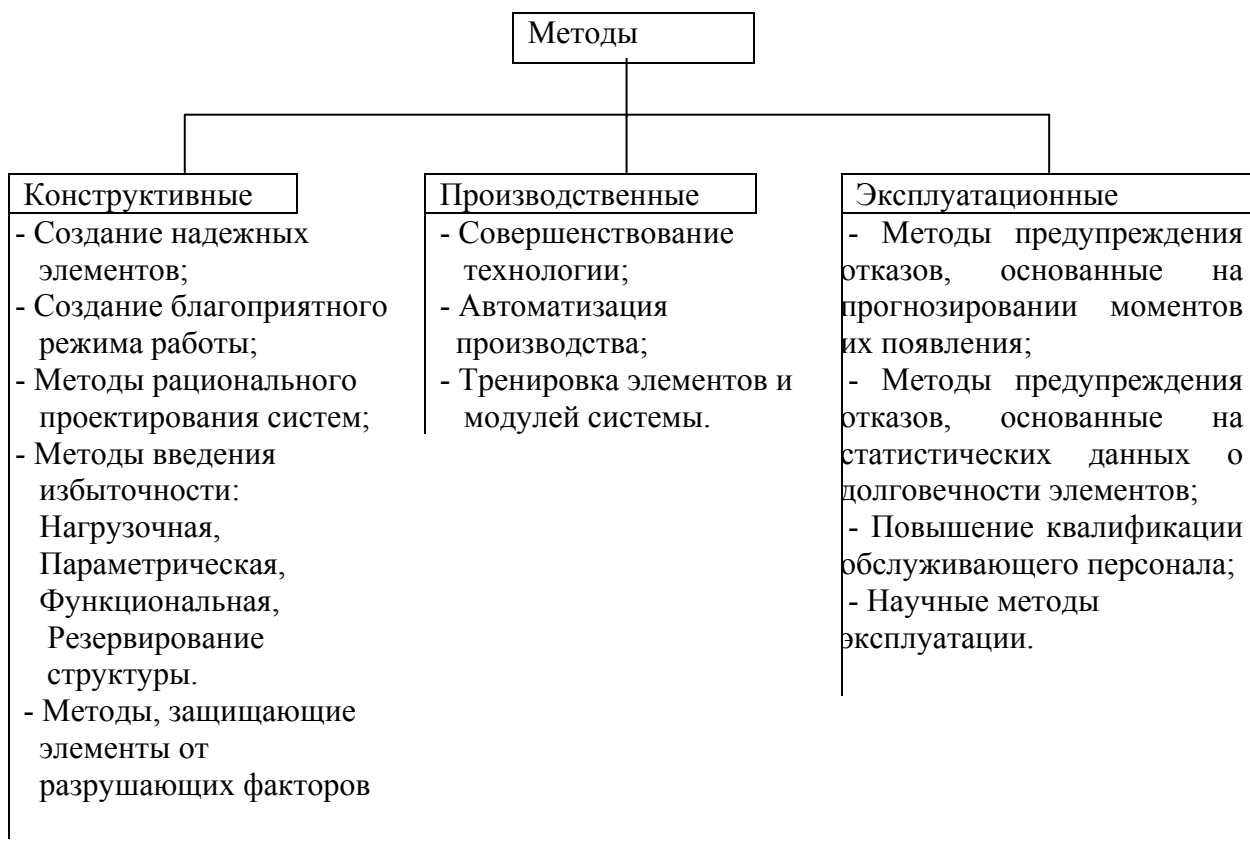 Методы
Конструктивные
- Создание надежных
элементов;
- Создание благоприятного
режима работы;
- Методы рационального
проектирования систем;
- Методы введения
избыточности:
Нагрузочная,
Параметрическая,
Функциональная,
Резервирование
структуры.
- Методы, защищающие
элементы от
разрушающих факторов
Производственные
- Совершенствование
технологии;
- Автоматизация
производства;
- Тренировка элементов и
модулей системы.
Эксплуатационные
- Методы предупреждения
отказов, основанные на
прогнозировании моментов
их появления;
- Методы предупреждения
отказов, основанные на
статистических данных о
долговечности элементов;
- Повышение квалификации
обслуживающего персонала;
- Научные методы
эксплуатации.